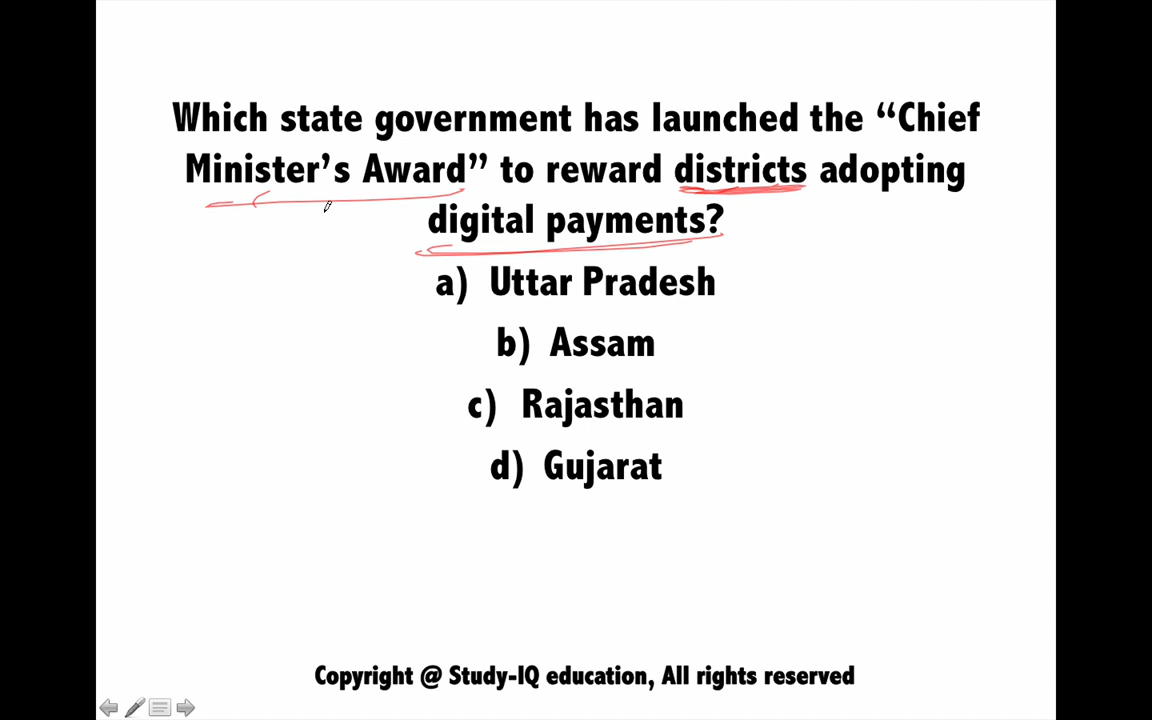 Which state government has launched the “Chief
Minister’s Award” to reward districts adopting
digital payments?
a) Uttar Pradesh
b) Assam
c) Rajasthan
d) Gujarat
Copyright @ Study-IQ education, All rights reserved